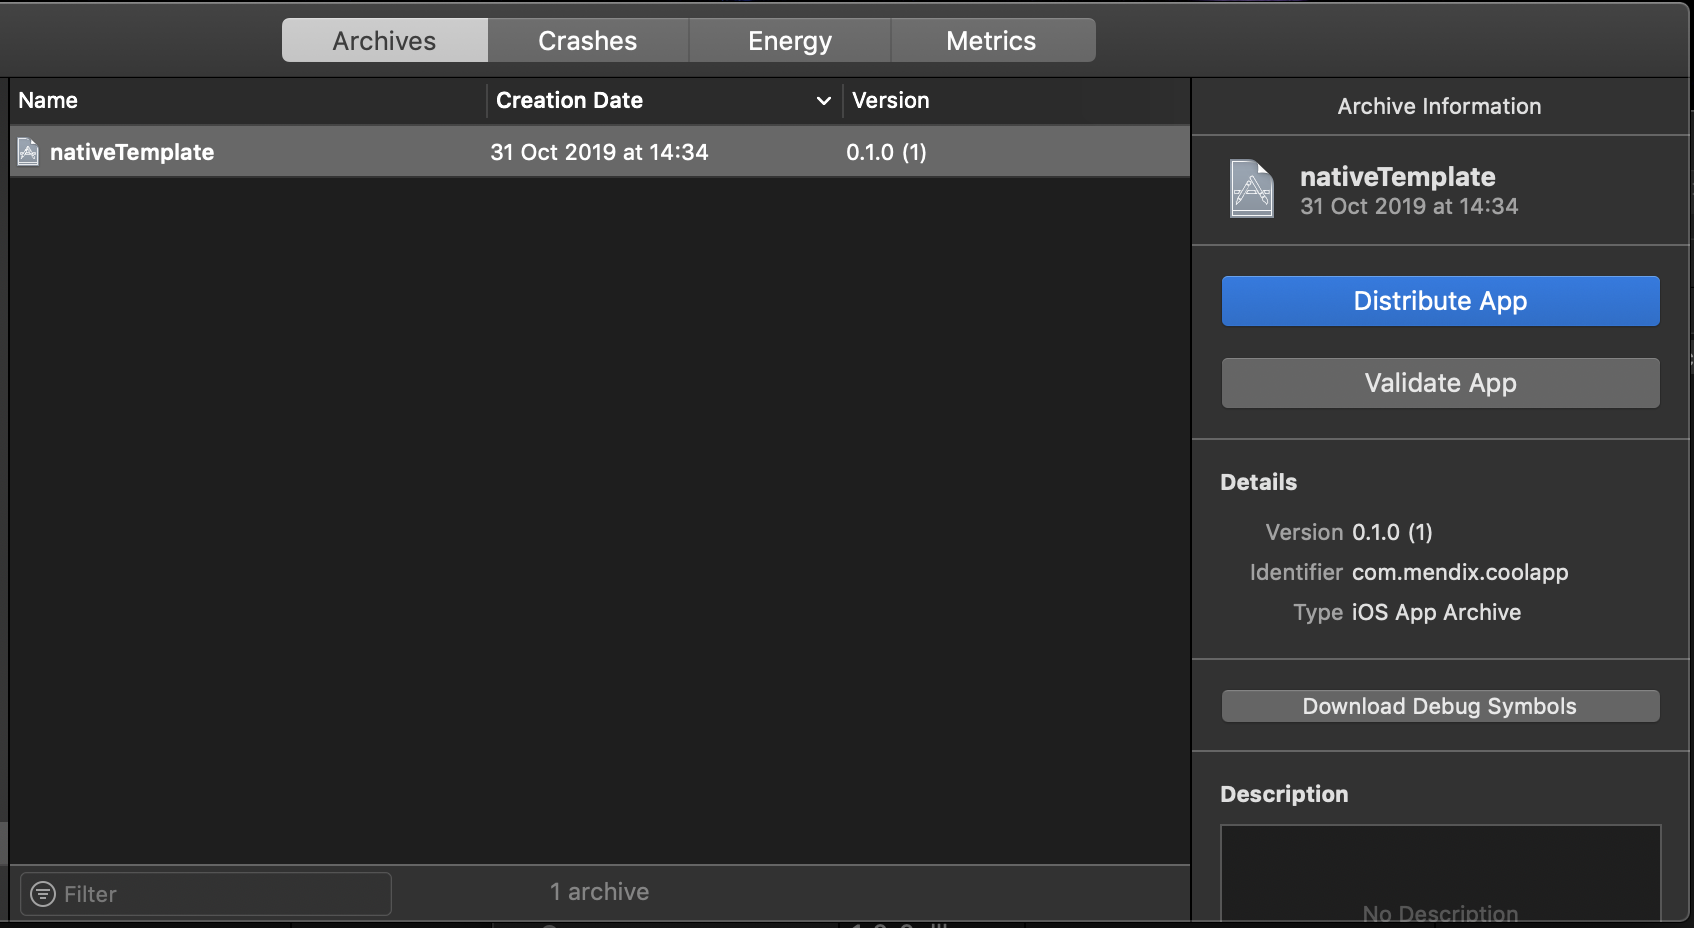 Archives Crashes Energy Metrics
Name Creation Date Version
nativeTemplate 31 Oct 2019 at 14:34 0.1.0 (1)
Filter
1 archive
Archive Information
nativeTemplate
31 Oct 2019 at 14:34
Distribute App
Validate App
Details
Version 0.1.0 (1)
Identifier com.mendix.coolapp
Type iOS App Archive
Download Debug Symbols
Description
No Description